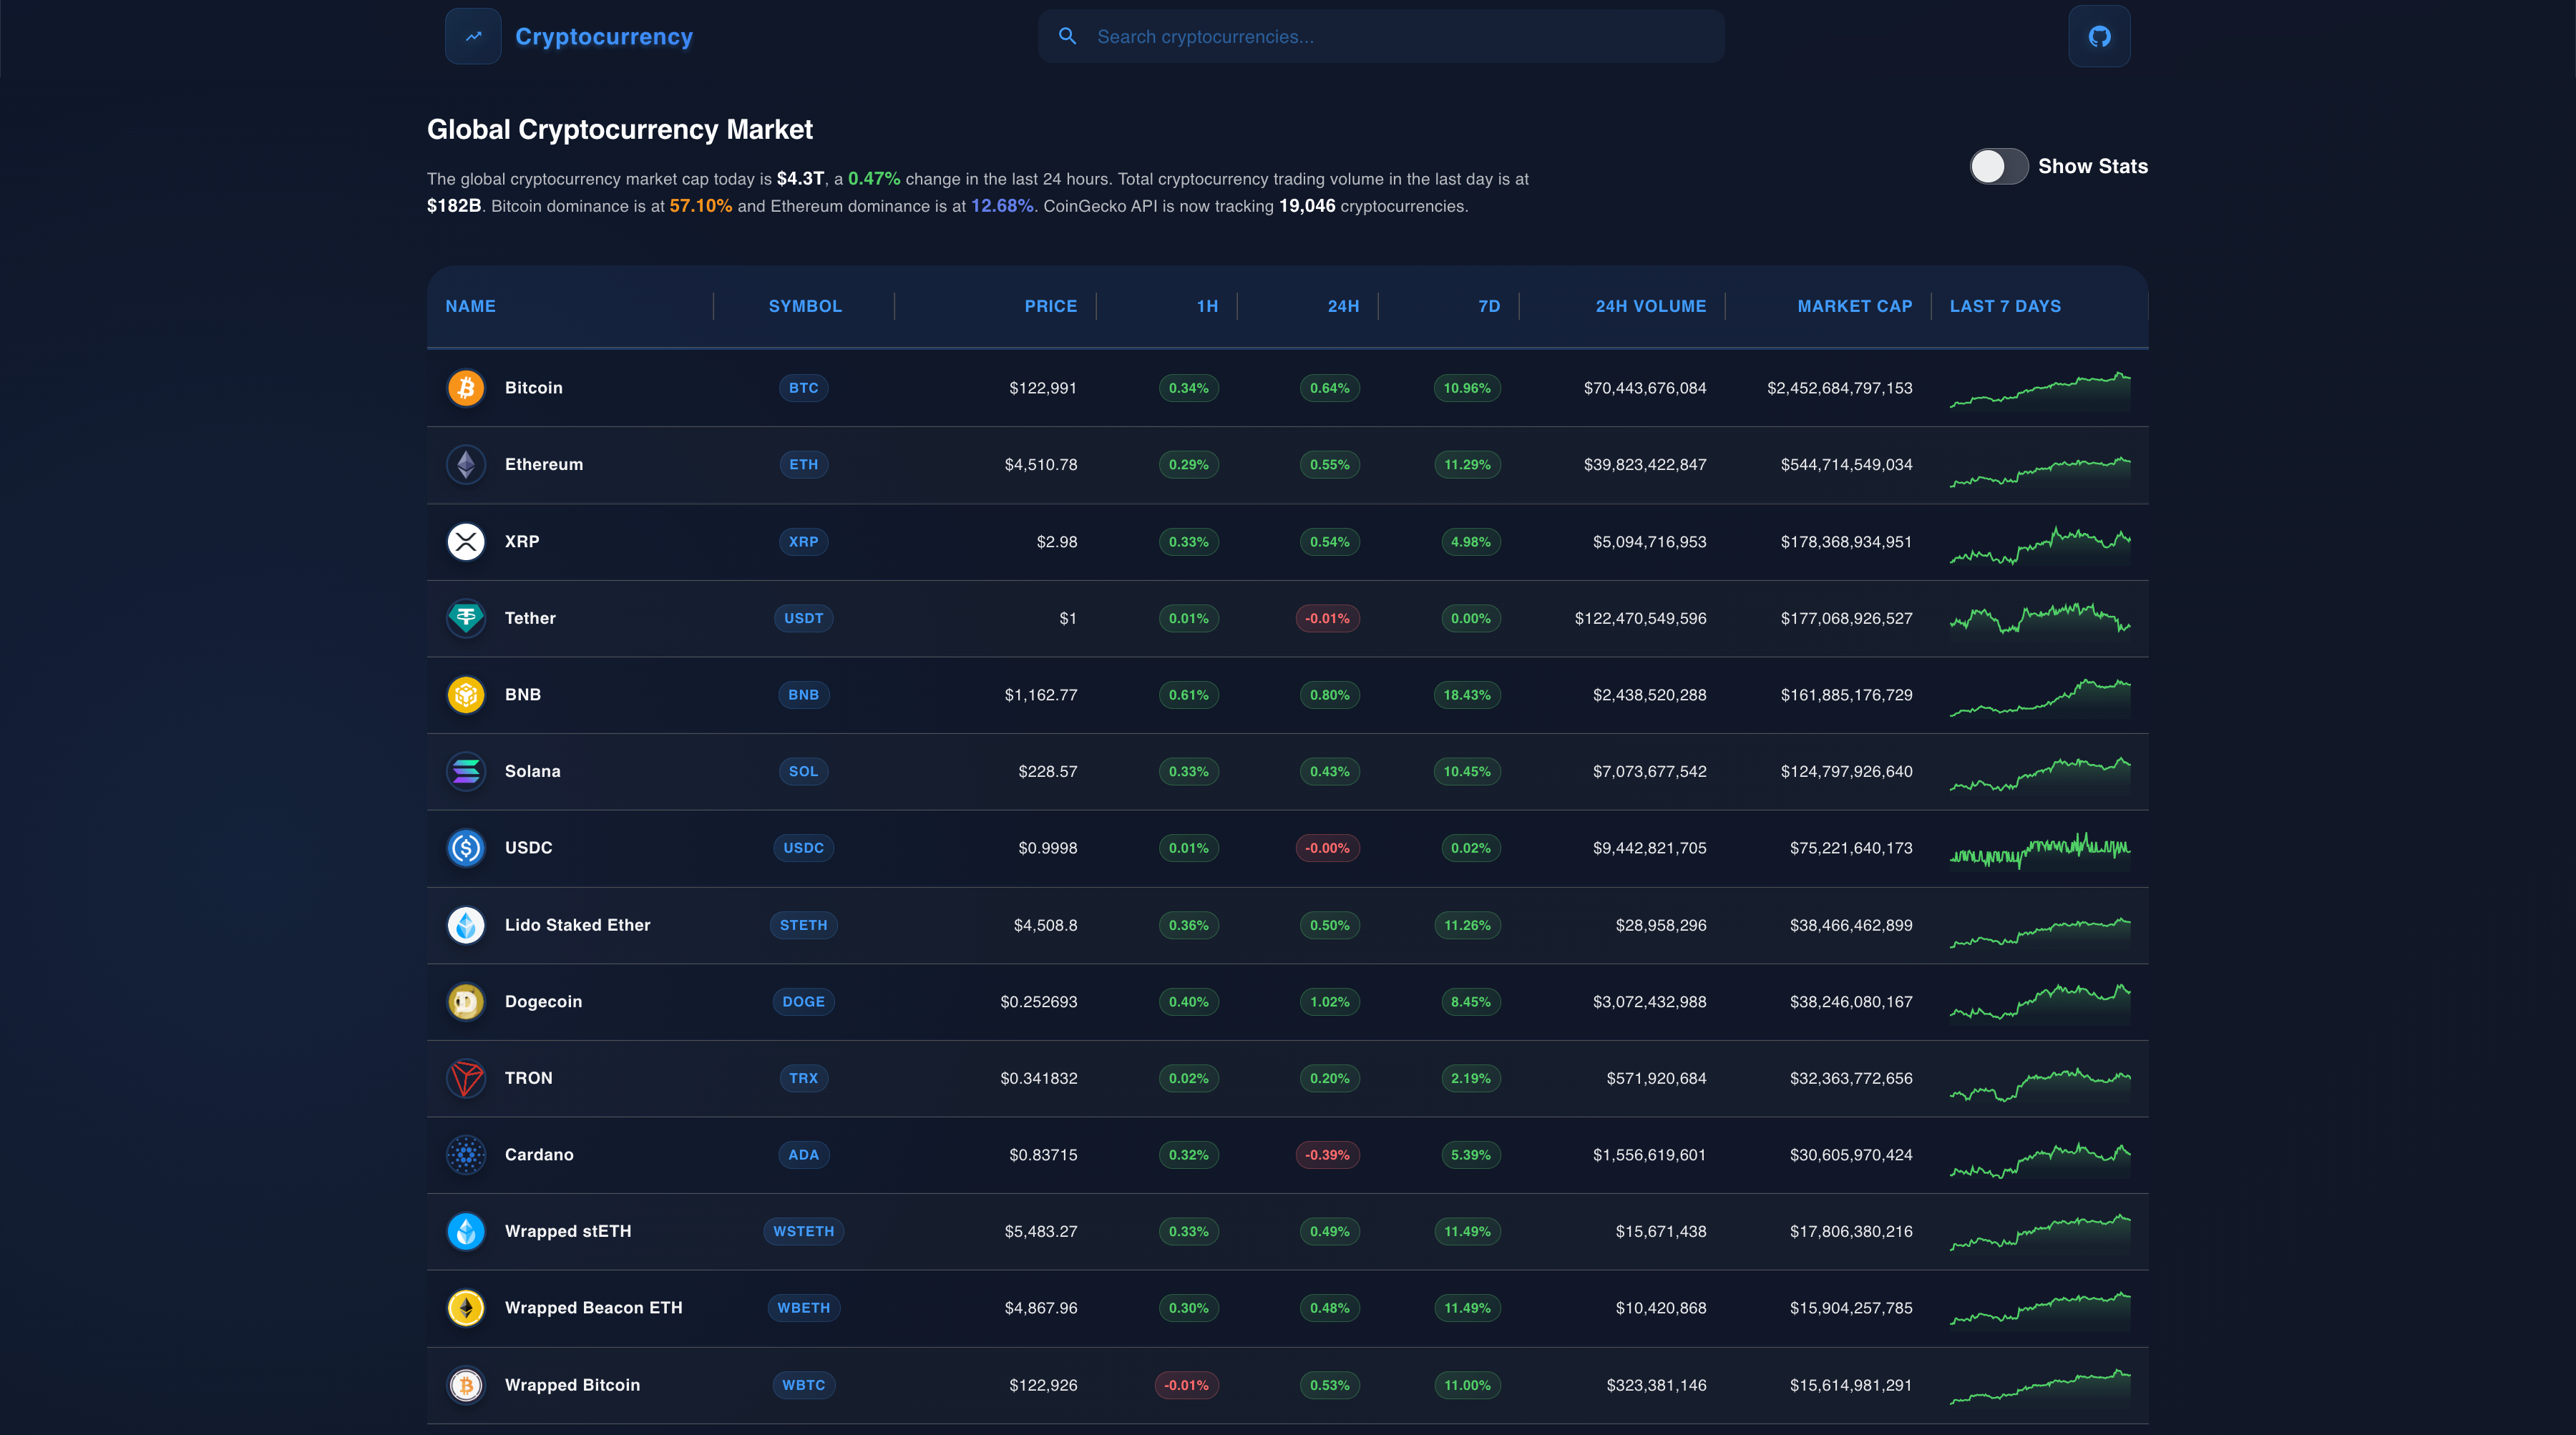 Cryptocurrency
Search cryptocurrencies...
Global Cryptocurrency Market
The global cryptocurrency market cap today is $4.3T, a 0.47% change in the last 24 hours. Total cryptocurrency trading volume in the last day is at
$182B. Bitcoin dominance is at 57.10% and Ethereum dominance is at 12.68%. CoinGecko API is now tracking 19,046 cryptocurrencies.
Show Stats
NAME SYMBOL PRICE 1H 24H 7D 24H VOLUME MARKET CAP LAST 7 DAYS
Bitcoin BTC $122,991 0.34% 0.64% 10.96% $70,443,676,084 $2,452,684,797,153
Ethereum ETH $4,510.78 0.29% 0.55% 11.29% $39,823,422,847 $544,714,549,034
XRP XRP $2.98 0.33% 0.54% 4.98% $5,094,716,953 $178,368,934,951
Tether USDT $1 0.01% -0.01% 0.00% $122,470,549,596 $177,068,926,527
BNB BNB $1,162.77 0.61% 0.80% 18.43% $2,438,520,288 $161,885,176,729
Solana SOL $228.57 0.33% 0.43% 10.45% $7,073,677,542 $124,797,926,640
USDC USDC $0.9998 0.01% -0.00% 0.02% $9,442,821,705 $75,221,640,173
Lido Staked Ether STETH $4,508.8 0.36% 0.50% 11.26% $28,958,296 $38,466,462,899
Dogecoin DOGE $0.252693 0.40% 1.02% 8.45% $3,072,432,988 $38,246,080,167
TRON TRX $0.341832 0.02% 0.20% 2.19% $571,920,684 $32,363,772,656
Cardano ADA $0.83715 0.32% -0.39% 5.39% $1,556,619,601 $30,605,970,424
Wrapped stETH WSTETH $5,483.27 0.33% 0.49% 11.49% $15,671,438 $17,806,380,216
Wrapped Beacon ETH WBETH $4,867.96 0.30% 0.48% 11.49% $10,420,868 $15,904,257,785
Wrapped Bitcoin WBTC $122,926 -0.01% 0.53% 11.00% $323,381,146 $15,614,981,291